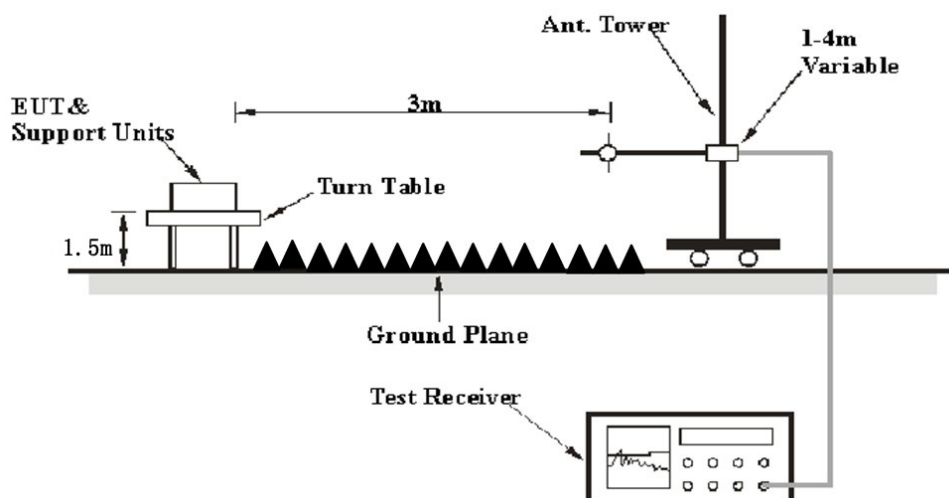 Ant. Tower
1-4m
Variable
EUT&
Support Units
3m
Turn Table
1.5m
Ground Plane
Test Receiver